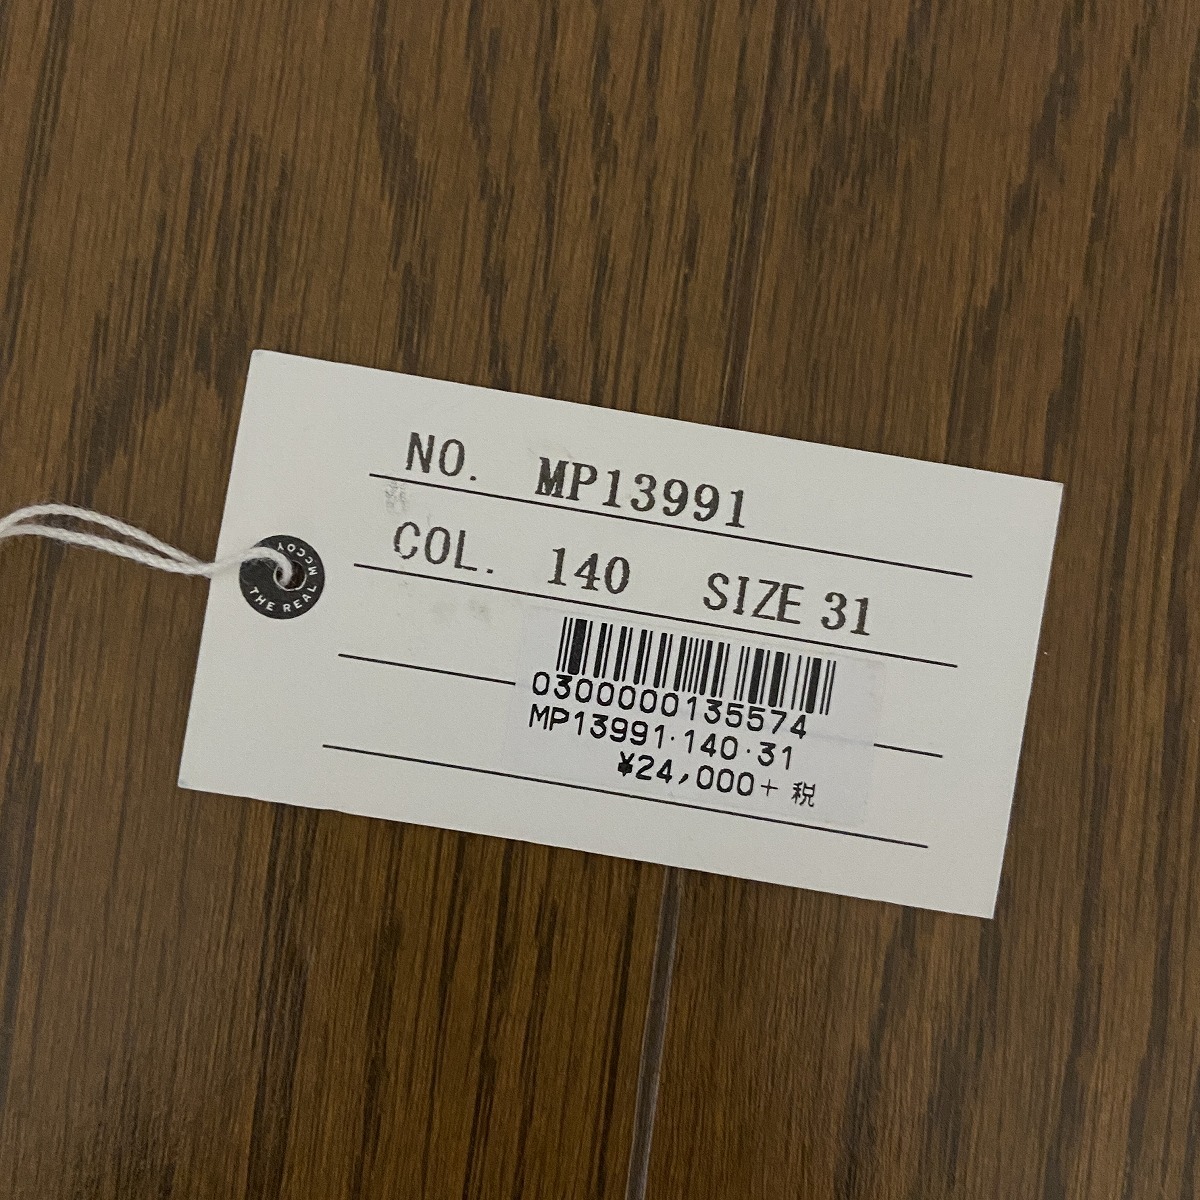 NO. MP13991
COL. 140 SIZE 31
THE REAL McCOY
0300000135574
MP13991·140·31
¥24,000+ 税